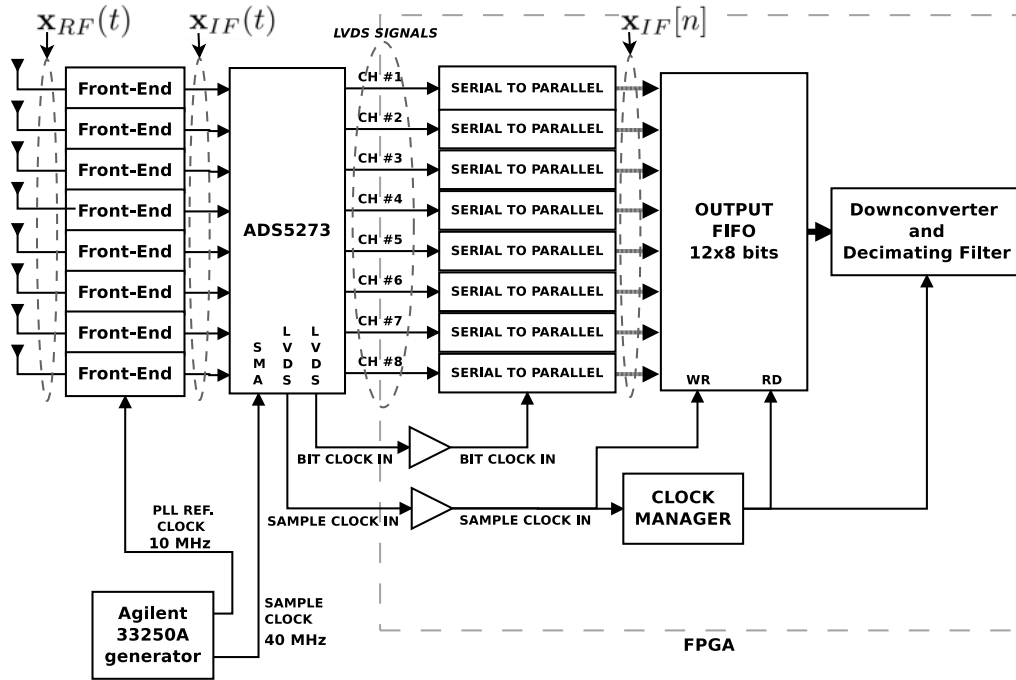 x_RF(t)
x_IF(t)
LVDS SIGNALS
x_IF[n]
Front-End
Front-End
Front-End
Front-End
Front-End
Front-End
Front-End
Front-End
ADS5273
SMA
LVDS
LVDS
CH #1
CH #2
CH #3
CH #4
CH #5
CH #6
CH #7
CH #8
SERIAL TO PARALLEL
SERIAL TO PARALLEL
SERIAL TO PARALLEL
SERIAL TO PARALLEL
SERIAL TO PARALLEL
SERIAL TO PARALLEL
SERIAL TO PARALLEL
SERIAL TO PARALLEL
OUTPUT
FIFO
12x8 bits
WR
RD
Downconverter
and
Decimating Filter
BIT CLOCK IN
BIT CLOCK IN
SAMPLE CLOCK IN
SAMPLE CLOCK IN
CLOCK
MANAGER
PLL REF.
CLOCK
10 MHz
Agilent
33250A
generator
SAMPLE
CLOCK
40 MHz
FPGA